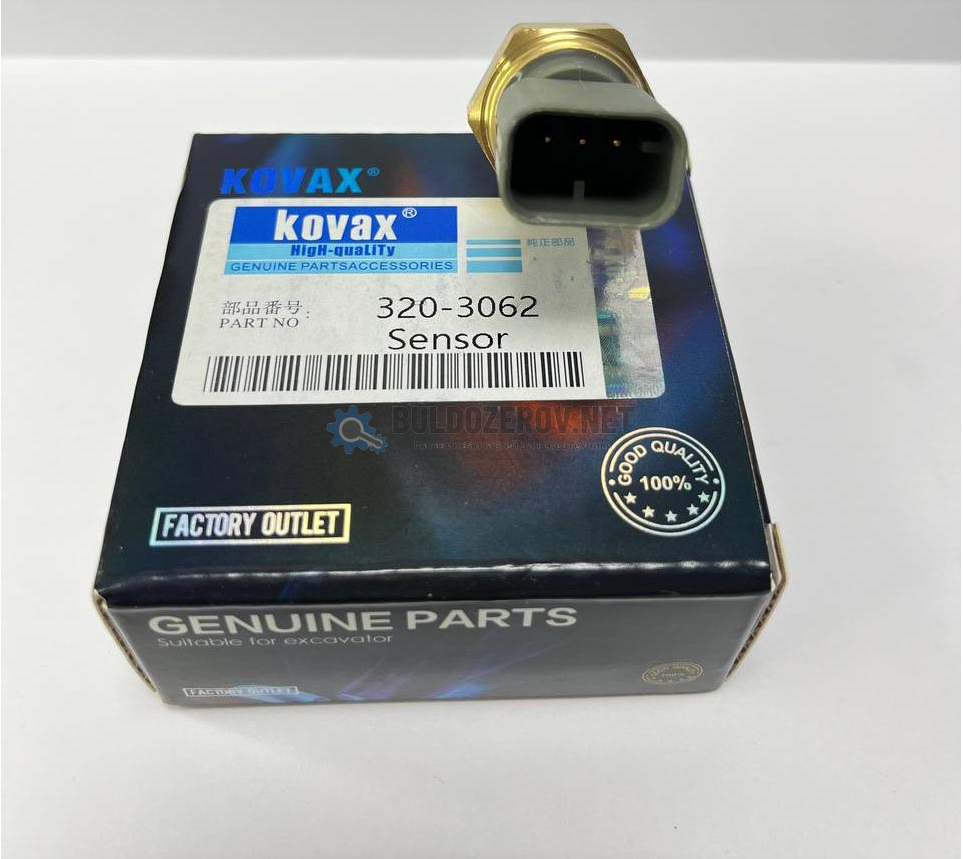 KOVAX®
kovax®
HigH-quaLiTy
GENUINE PARTSACCESSORIES
純正部品
部品番号:
PART NO
320-3062
Sensor
BULDOZEROV.NET
GOOD QUALITY
100%
FACTORY OUTLET
GENUINE PARTS
Suitable for excavator
FACTORY OUTLET
100%